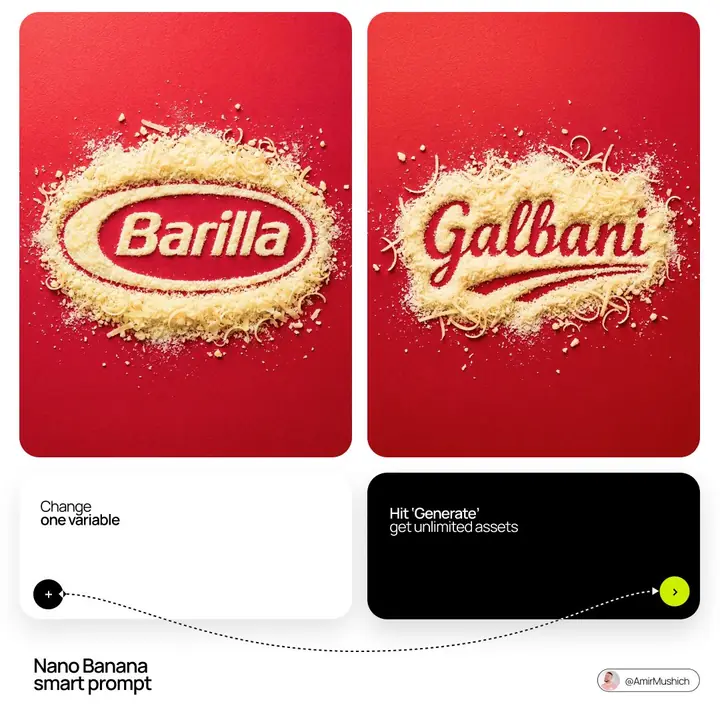 Barilla
Galbani
Change
one variable
Hit ‘Generate’
get unlimited assets
Nano Banana
smart prompt
@AmirMushich